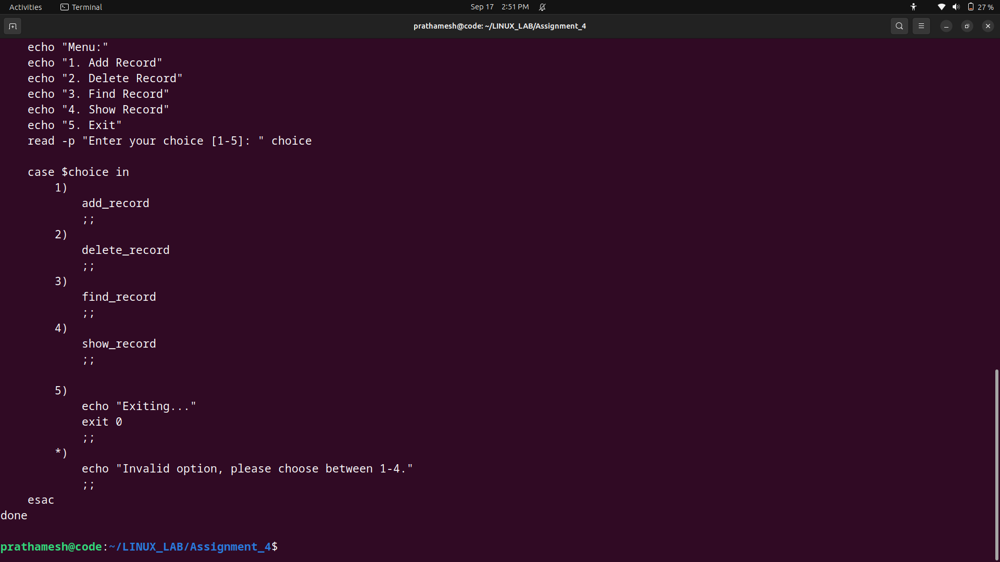 Activities Terminal Sep 17 2:51 PM 27 %
prathamesh@code: ~/LINUX_LAB/Assignment_4
    echo "Menu:"
    echo "1. Add Record"
    echo "2. Delete Record"
    echo "3. Find Record"
    echo "4. Show Record"
    echo "5. Exit"
    read -p "Enter your choice [1-5]: " choice

    case $choice in
        1)
            add_record
            ;;
        2)
            delete_record
            ;;
        3)
            find_record
            ;;
        4)
            show_record
            ;;

        5)
            echo "Exiting..."
            exit 0
            ;;
        *)
            echo "Invalid option, please choose between 1-4."
            ;;
    esac
done

prathamesh@code:~/LINUX_LAB/Assignment_4$